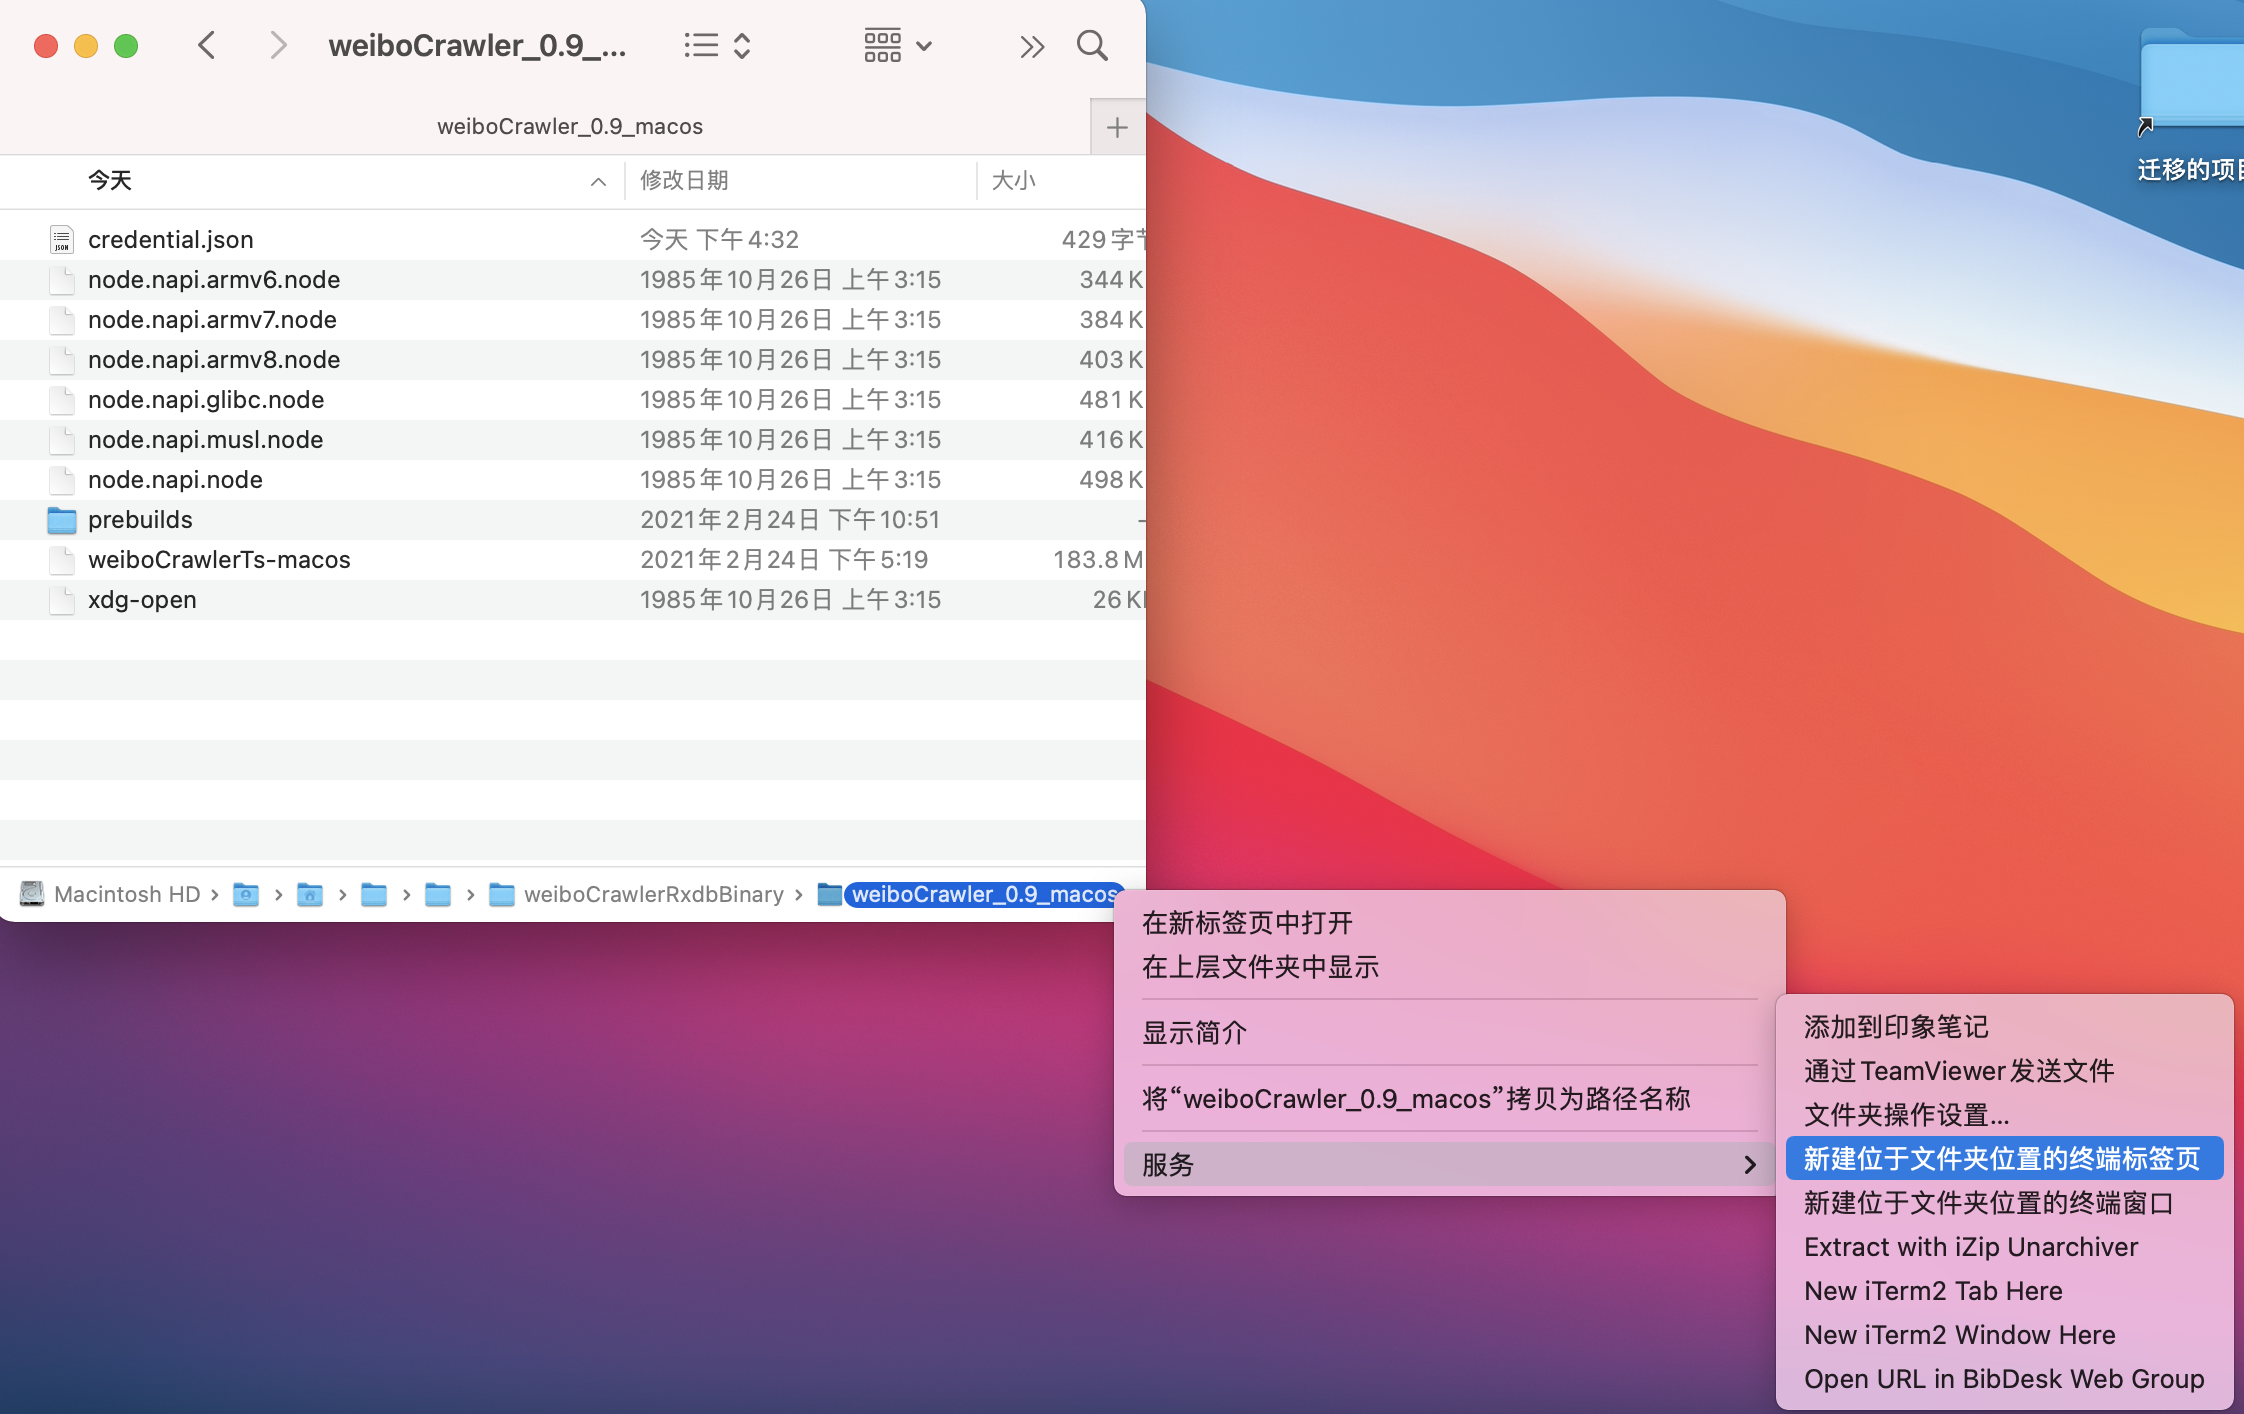 weiboCrawler_0.9_...
weiboCrawler_0.9_macos
今天 修改日期 大小
credential.json 今天 下午4:32 429字节
node.napi.armv6.node 1985年10月26日 上午3:15 344 K
node.napi.armv7.node 1985年10月26日 上午3:15 384 K
node.napi.armv8.node 1985年10月26日 上午3:15 403 K
node.napi.glibc.node 1985年10月26日 上午3:15 481 K
node.napi.musl.node 1985年10月26日 上午3:15 416 K
node.napi.node 1985年10月26日 上午3:15 498 K
prebuilds 2021年2月24日 下午10:51 -
weiboCrawlerTs-macos 2021年2月24日 下午5:19 183.8 M
xdg-open 1985年10月26日 上午3:15 26 K
Macintosh HD › › › › › weiboCrawlerRxdbBinary › weiboCrawler_0.9_macos
在新标签页中打开
在上层文件夹中显示
显示简介
将“weiboCrawler_0.9_macos”拷贝为路径名称
服务
添加到印象笔记
通过TeamViewer发送文件
文件夹操作设置...
新建位于文件夹位置的终端标签页
新建位于文件夹位置的终端窗口
Extract with iZip Unarchiver
New iTerm2 Tab Here
New iTerm2 Window Here
Open URL in BibDesk Web Group
迁移的项目
JSON